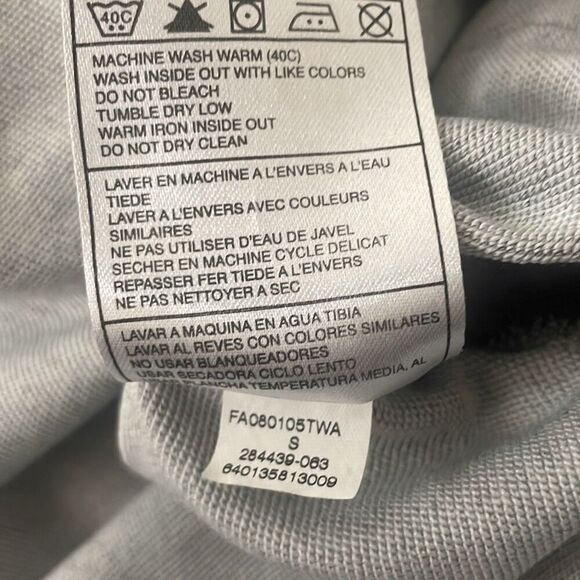 40C
MACHINE WASH WARM (40C)
WASH INSIDE OUT WITH LIKE COLORS
DO NOT BLEACH
TUMBLE DRY LOW
WARM IRON INSIDE OUT
DO NOT DRY CLEAN
LAVER EN MACHINE A L'ENVERS A L'EAU
TIEDE
LAVER A L'ENVERS AVEC COULEURS
SIMILAIRES
NE PAS UTILISER D'EAU DE JAVEL
SECHER EN MACHINE CYCLE DELICAT
REPASSER FER TIEDE A L'ENVERS
NE PAS NETTOYER A SEC
LAVAR A MAQUINA EN AGUA TIBIA
LAVAR AL REVES CON COLORES SIMILARES
NO USAR BLANQUEADORES
USAR SECADORA CICLO LENTO
PLANCHA TEMPERATURA MEDIA, AL
FA080105TWA
S
284439-063
640135813009